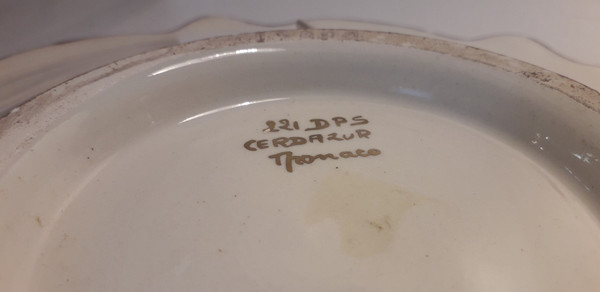 221 DPS
CERDAZUR
Monaco